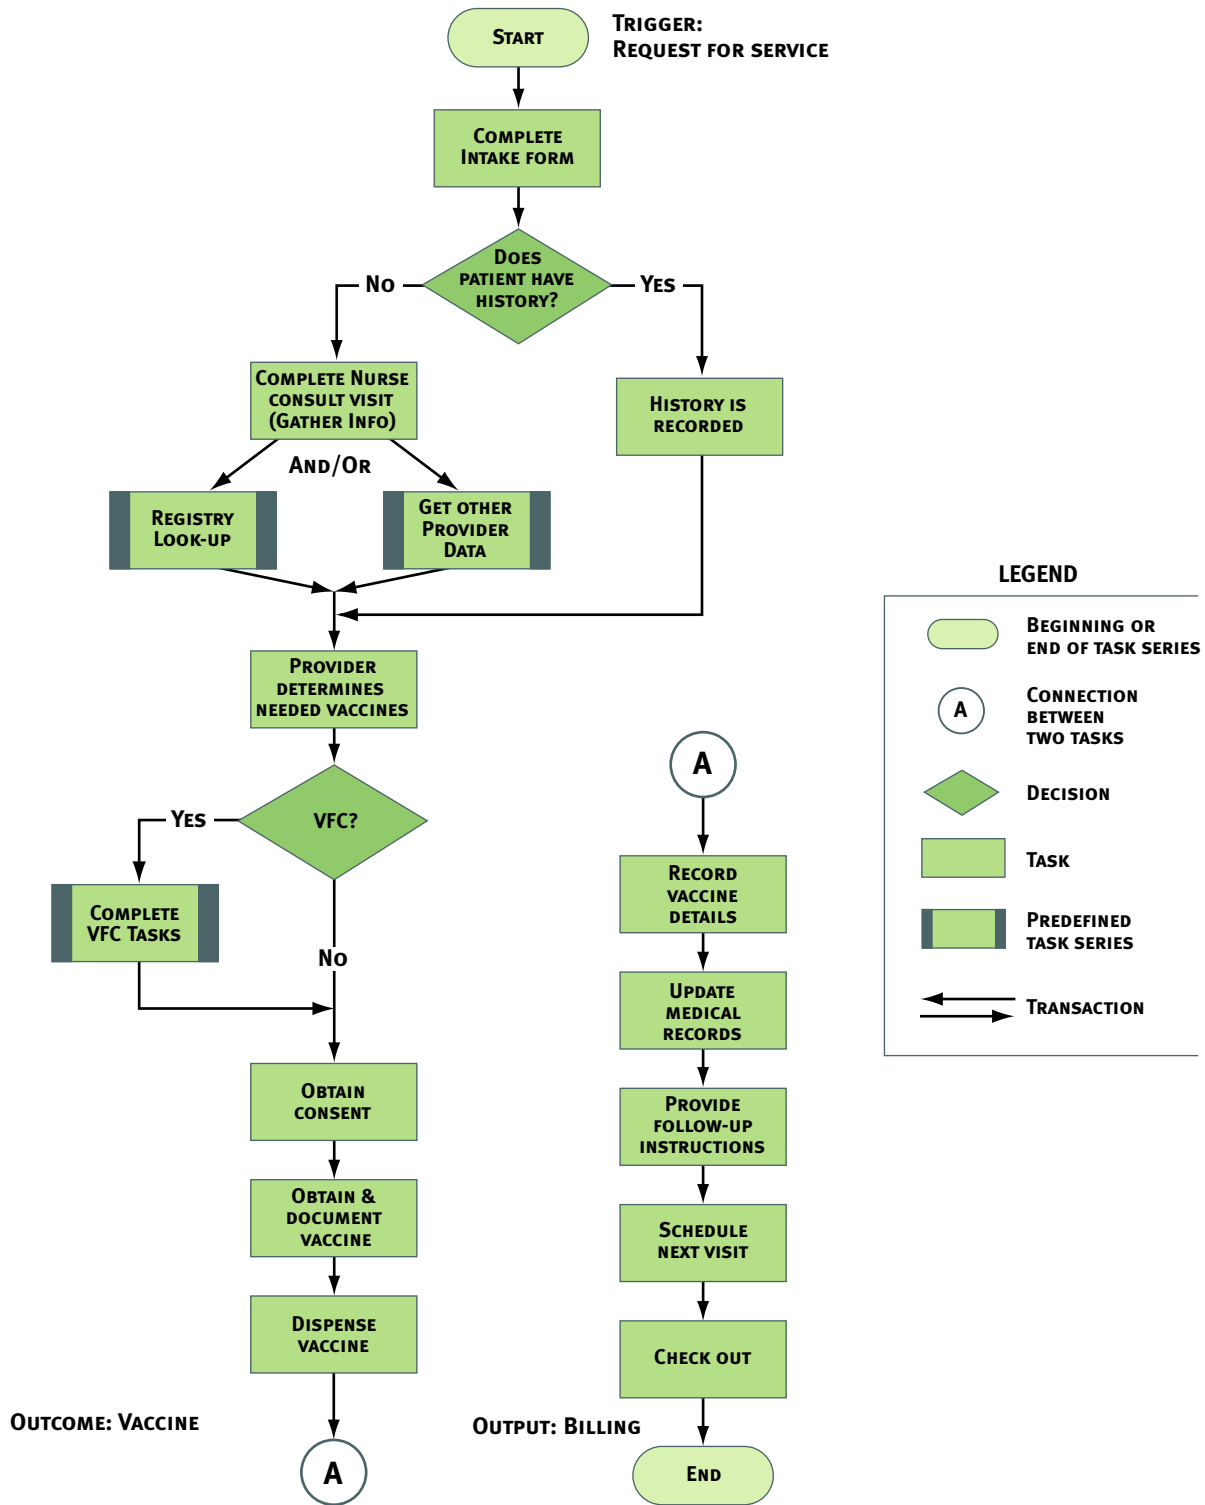 START
TRIGGER:
REQUEST FOR SERVICE
COMPLETE
INTAKE FORM
DOES
PATIENT HAVE
HISTORY?
NO
YES
COMPLETE NURSE
CONSULT VISIT
(GATHER INFO)
HISTORY IS
RECORDED
AND/OR
REGISTRY
LOOK-UP
GET OTHER
PROVIDER
DATA
PROVIDER
DETERMINES
NEEDED VACCINES
VFC?
YES
COMPLETE
VFC TASKS
NO
OBTAIN
CONSENT
OBTAIN &
DOCUMENT
VACCINE
DISPENSE
VACCINE
OUTCOME: VACCINE
A
A
RECORD
VACCINE
DETAILS
UPDATE
MEDICAL
RECORDS
PROVIDE
FOLLOW-UP
INSTRUCTIONS
SCHEDULE
NEXT VISIT
CHECK OUT
OUTPUT: BILLING
END
LEGEND
BEGINNING OR
END OF TASK SERIES
A
CONNECTION
BETWEEN
TWO TASKS
DECISION
TASK
PREDEFINED
TASK SERIES
TRANSACTION